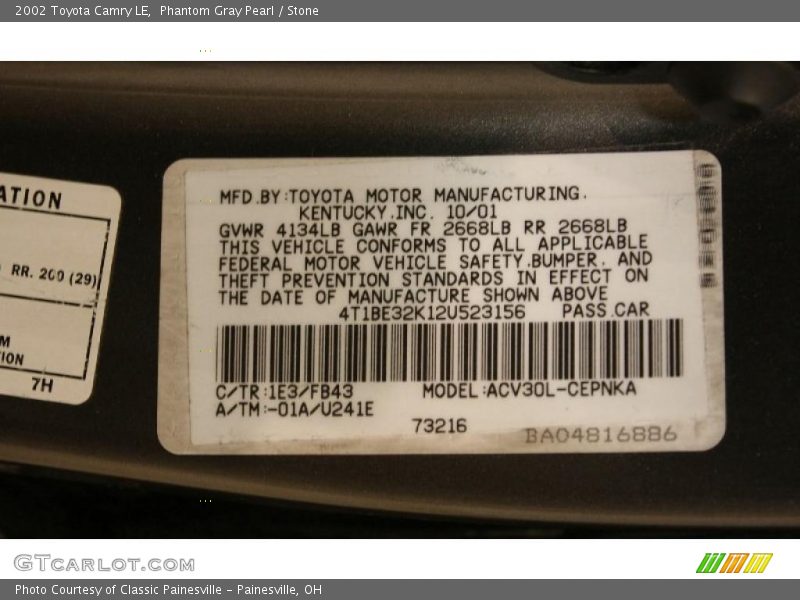 2002 Toyota Camry LE, Phantom Gray Pearl / Stone
ATION
RR. 200 (29)
M
ION
7H
MFD.BY:TOYOTA MOTOR MANUFACTURING.
KENTUCKY.INC. 10/01
GVWR 4134LB GAWR FR 2668LB RR 2668LB
THIS VEHICLE CONFORMS TO ALL APPLICABLE
FEDERAL MOTOR VEHICLE SAFETY.BUMPER. AND
THEFT PREVENTION STANDARDS IN EFFECT ON
THE DATE OF MANUFACTURE SHOWN ABOVE
4T1BE32K12U523156 PASS.CAR
C/TR:1E3/FB43 MODEL:ACV30L-CEPNKA
A/TM:-01A/U241E
73216 BA04816886
GTCARLOT.COM
Photo Courtesy of Classic Painesville - Painesville, OH